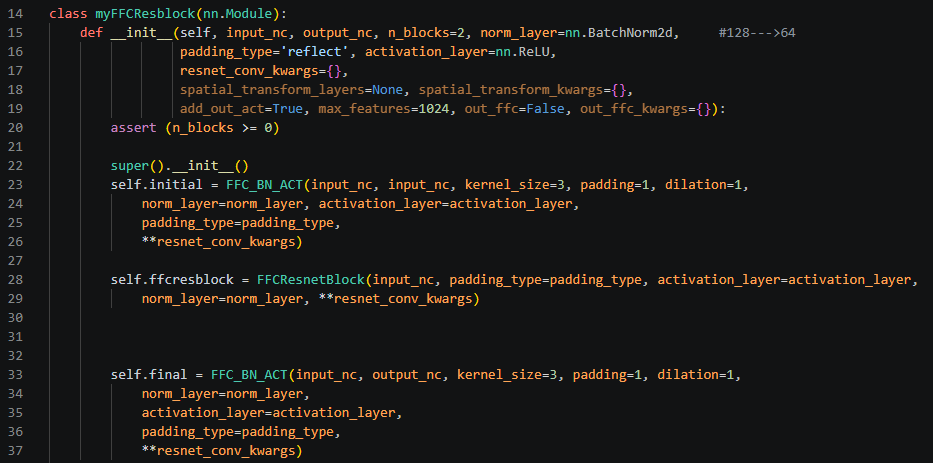 14 class myFFCResblock(nn.Module):
15     def __init__(self, input_nc, output_nc, n_blocks=2, norm_layer=nn.BatchNorm2d,     #128--->64
16                  padding_type='reflect', activation_layer=nn.ReLU,
17                  resnet_conv_kwargs={},
18                  spatial_transform_layers=None, spatial_transform_kwargs={},
19                  add_out_act=True, max_features=1024, out_ffc=False, out_ffc_kwargs={}):
20         assert (n_blocks >= 0)
21
22         super().__init__()
23         self.initial = FFC_BN_ACT(input_nc, input_nc, kernel_size=3, padding=1, dilation=1,
24             norm_layer=norm_layer, activation_layer=activation_layer,
25             padding_type=padding_type,
26             **resnet_conv_kwargs)
27
28         self.ffcresblock = FFCResnetBlock(input_nc, padding_type=padding_type, activation_layer=activation_layer,
29             norm_layer=norm_layer, **resnet_conv_kwargs)
30
31
32
33         self.final = FFC_BN_ACT(input_nc, output_nc, kernel_size=3, padding=1, dilation=1,
34             norm_layer=norm_layer,
35             activation_layer=activation_layer,
36             padding_type=padding_type,
37             **resnet_conv_kwargs)